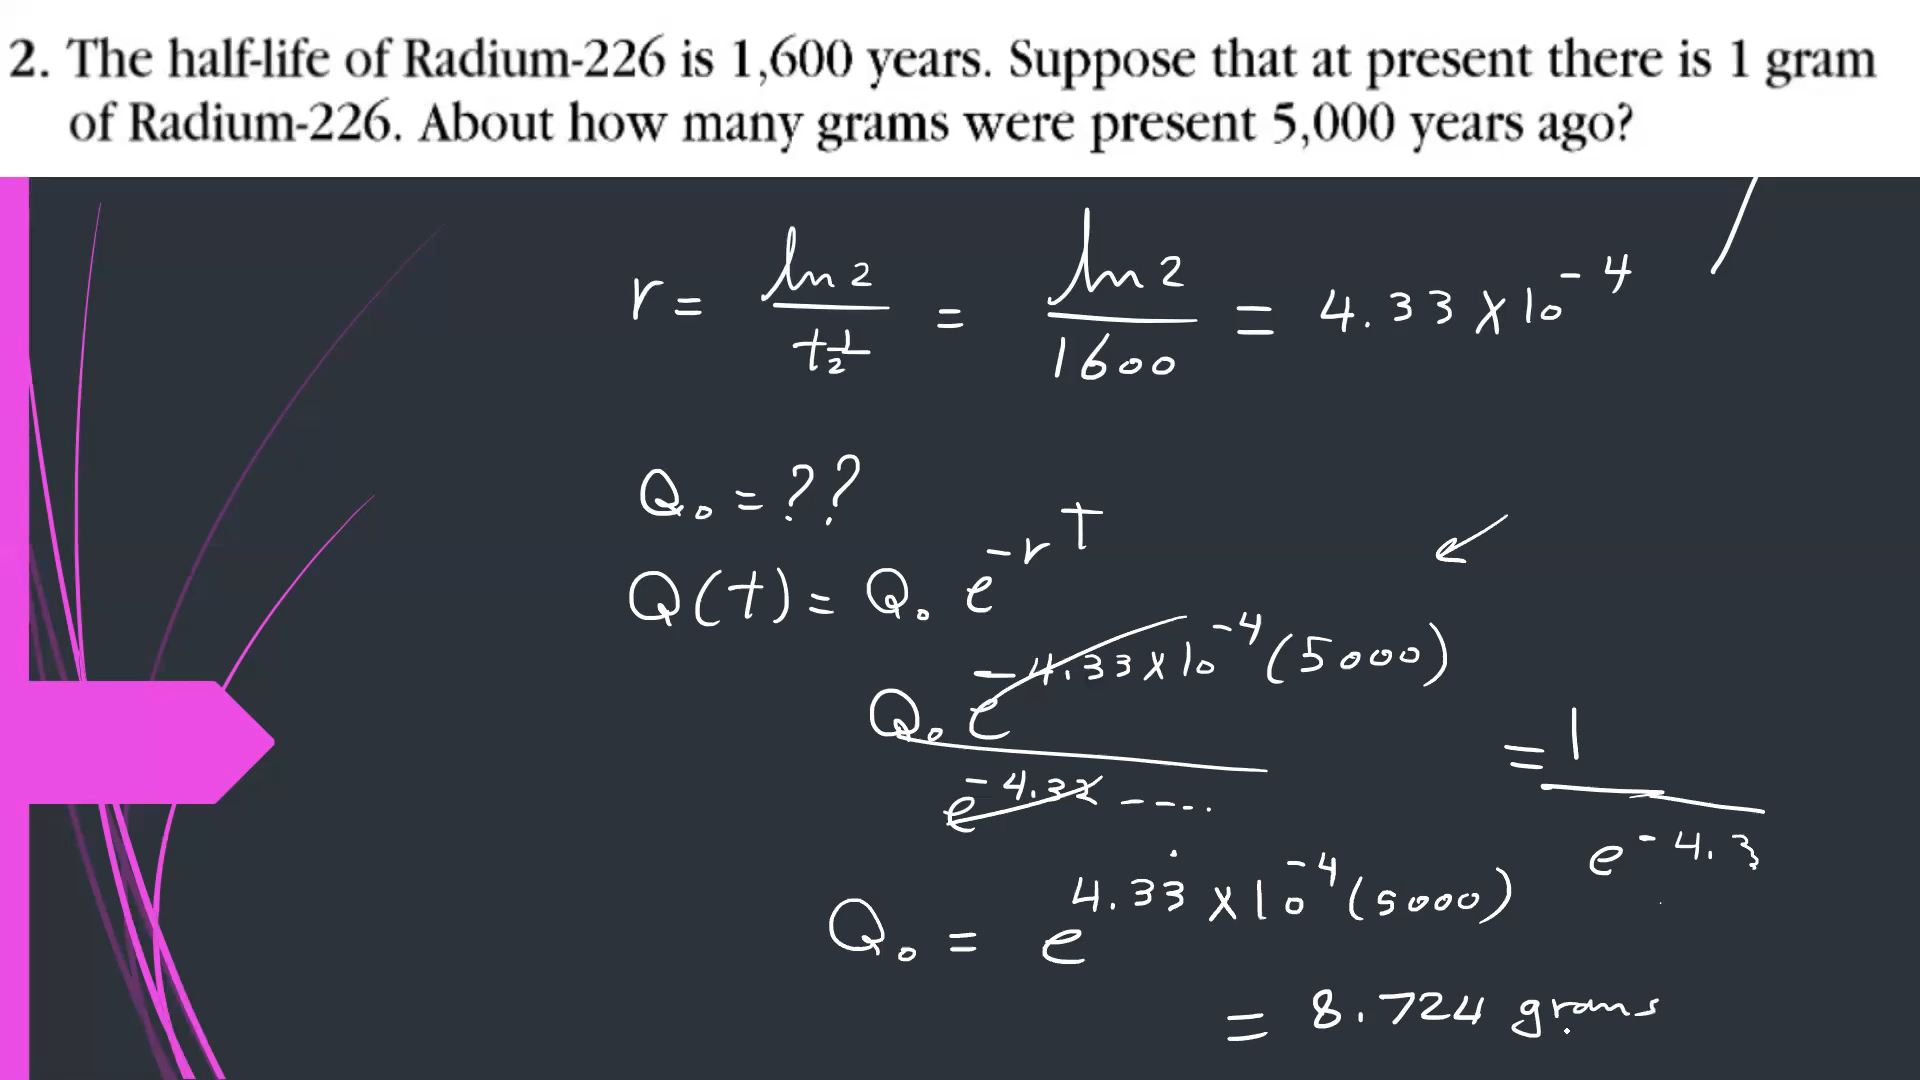 2. The half-life of Radium-226 is 1,600 years. Suppose that at present there is 1 gram
of Radium-226. About how many grams were present 5,000 years ago?
r = ln 2 / t½ = ln 2 / 1600 = 4.33 x 10^-4
Q₀ = ??
Q(t) = Q₀ e^-rt
Q₀ e^-4.33 x 10^-4 (5000) / e^-4.33 ---- = 1 / e^-4.3
Q₀ = e^4.33 x 10^-4 (5000)
= 8.724 grams